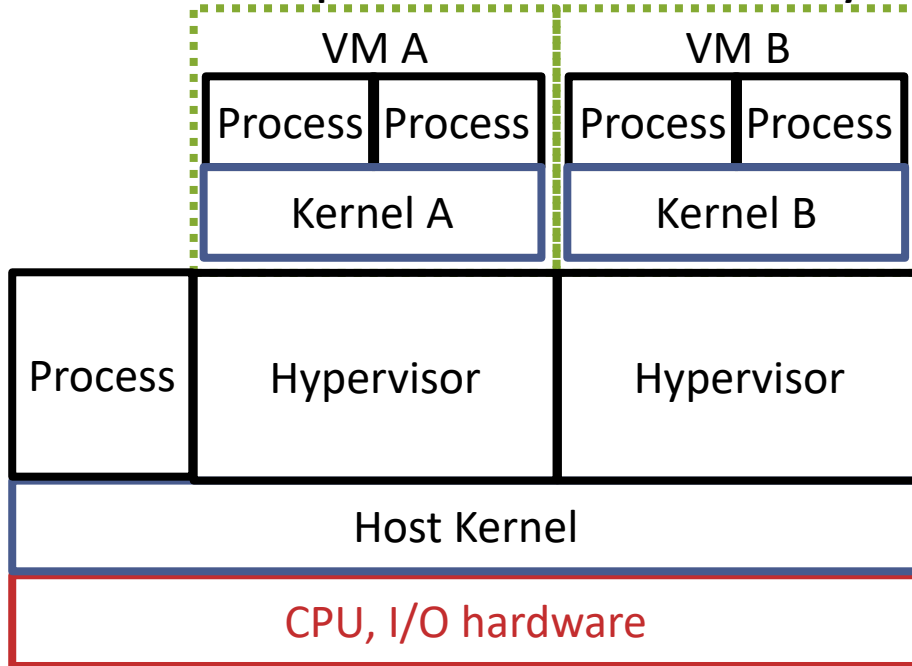 VM A VM B
Process Process Process Process
Kernel A Kernel B
Process Hypervisor Hypervisor
Host Kernel
CPU, I/O hardware